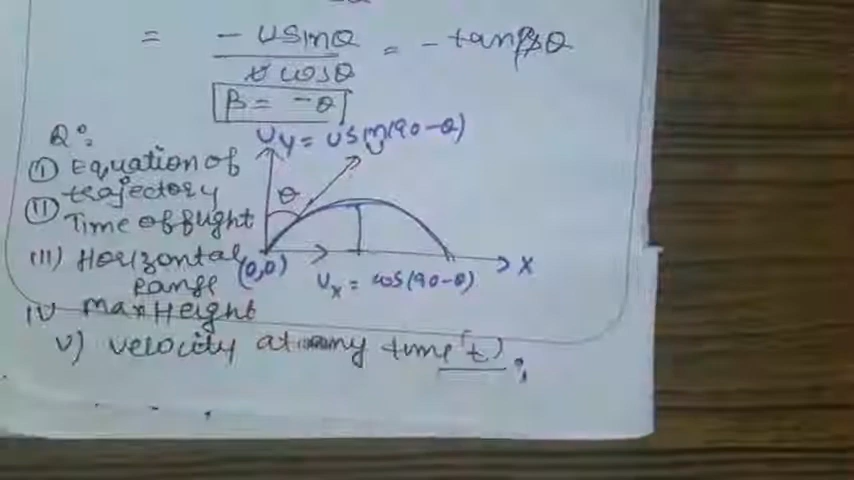 = - U Sinθ / v cosθ = - tanθ
β = - θ
Q:
Uy = U Sin(90-θ)
(I) Equation of
trajectory
(II) Time of flight
III) Horizontal
Range
IV Max Height
V) velocity at any time (t)
U
θ
(0,0)
X
Ux = cos(90-θ)